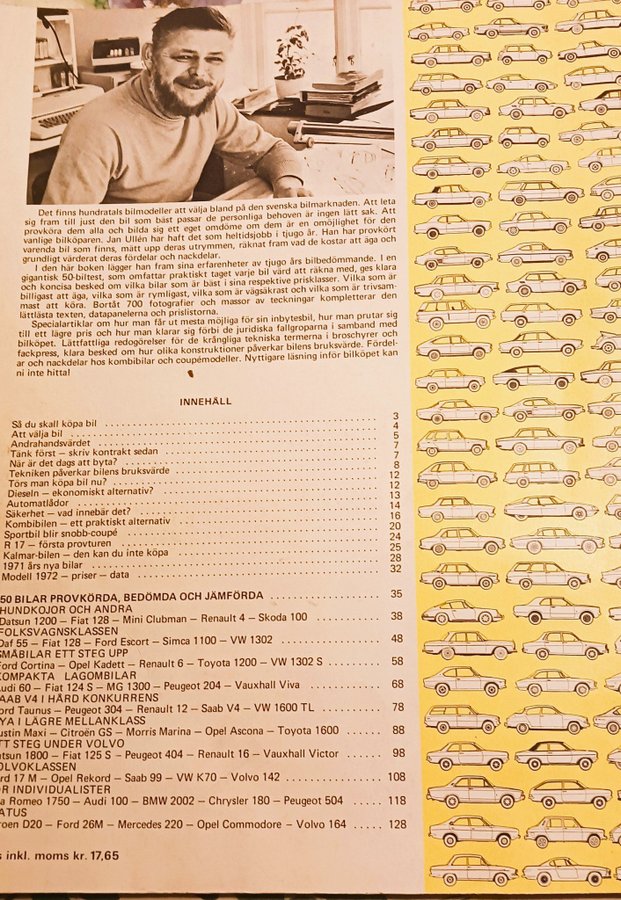 Det finns hundratals bilmodeller att välja bland på den svenska bilmarknaden. Att leta
sig fram till just den bil som bäst passar de personliga behoven är ingen lätt sak. Att
provköra dem alla och bilda sig ett eget omdöme om dem är en omöjlighet för den
vanlige bilköparen. Jan Ullén har haft det som heltidsjobb i tjugo år. Han har provkört
varenda bil som finns, mätt upp deras utrymmen, räknat fram vad de kostar att äga och
grundligt värderat deras fördelar och nackdelar.
I den här boken lägger han fram sina erfarenheter av tjugo års bilbedömande. I en
gigantisk 50-biltest, som omfattar praktiskt taget varje bil värd att räkna med, ges klara
och koncisa besked om vilka bilar som är bäst i sina respektive prisklasser. Vilka som är
billigast att äga, vilka som är rymligast, vilka som är vägsäkrast och vilka som är trivsam-
mast att köra. Bortåt 700 fotografier och massor av teckningar kompletterar den
lättlästa texten, datapanelerna och prislistorna.
Specialartiklar om hur man får ut mesta möjliga för sin inbytesbil, hur man prutar sig
till ett lägre pris och hur man klarar sig förbi de juridiska fallgroparna i samband med
bilköpet. Lättfattliga redogörelser för de krångliga tekniska termerna i broschyrer och
fackpress, klara besked om hur olika konstruktioner påverkar bilens bruksvärde. Fördel-
ar och nackdelar hos kombibilar och coupémodeller. Nyttigare läsning inför bilköpet kan
ni inte hitta!
INNEHÅLL
Så du skall köpa bil 3
Att välja bil 4
Andrahandsvärdet 5
Tänk först – skriv kontrakt sedan 7
När är det dags att byta? 7
Tekniken påverkar bilens bruksvärde 8
Törs man köpa bil nu? 12
Dieseln – ekonomiskt alternativ? 12
Automatlådor 13
Säkerhet – vad innebär det? 14
Kombibilen – ett praktiskt alternativ 16
Sportbil blir snobb-coupé 20
R 17 – första provturen 24
Kalmar-bilen – den kan du inte köpa 25
1971 års nya bilar 28
Modell 1972 – priser – data 32
50 BILAR PROVKÖRDA, BEDÖMDA OCH JÄMFÖRDA 35
HUNDKOJOR OCH ANDRA
Datsun 1200 – Fiat 128 – Mini Clubman – Renault 4 – Skoda 100 38
FOLKSVAGNSKLASSEN
Daf 55 – Fiat 128 – Ford Escort – Simca 1100 – VW 1302 48
SMÅBILAR ETT STEG UPP
Ford Cortina – Opel Kadett – Renault 6 – Toyota 1200 – VW 1302 S 58
KOMPAKTA LAGOMBILAR
udi 60 – Fiat 124 S – MG 1300 – Peugeot 204 – Vauxhall Viva 68
AAB V4 I HÅRD KONKURRENS
ord Taunus – Peugeot 304 – Renault 12 – Saab V4 – VW 1600 TL 78
YA I LÄGRE MELLANKLASS
ustin Maxi – Citroën GS – Morris Marina – Opel Ascona – Toyota 1600 88
TT STEG UNDER VOLVO
tsun 1800 – Fiat 125 S – Peugeot 404 – Renault 16 – Vauxhall Victor 98
OLVOKLASSEN
rd 17 M – Opel Rekord – Saab 99 – VW K70 – Volvo 142 108
R INDIVIDUALISTER
a Romeo 1750 – Audi 100 – BMW 2002 – Chrysler 180 – Peugeot 504 118
ATUS
roen D20 – Ford 26M – Mercedes 220 – Opel Commodore – Volvo 164 128
s inkl. moms kr. 17,65